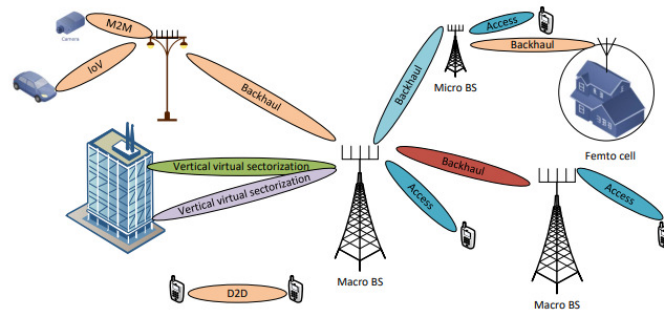 M2M
Access
Camera
IoV
Backhaul
Backhaul
Backhaul
Micro BS
Femto cell
Vertical virtual sectorization
Backhaul
Vertical virtual sectorization
Access
Access
Macro BS
D2D
Macro BS